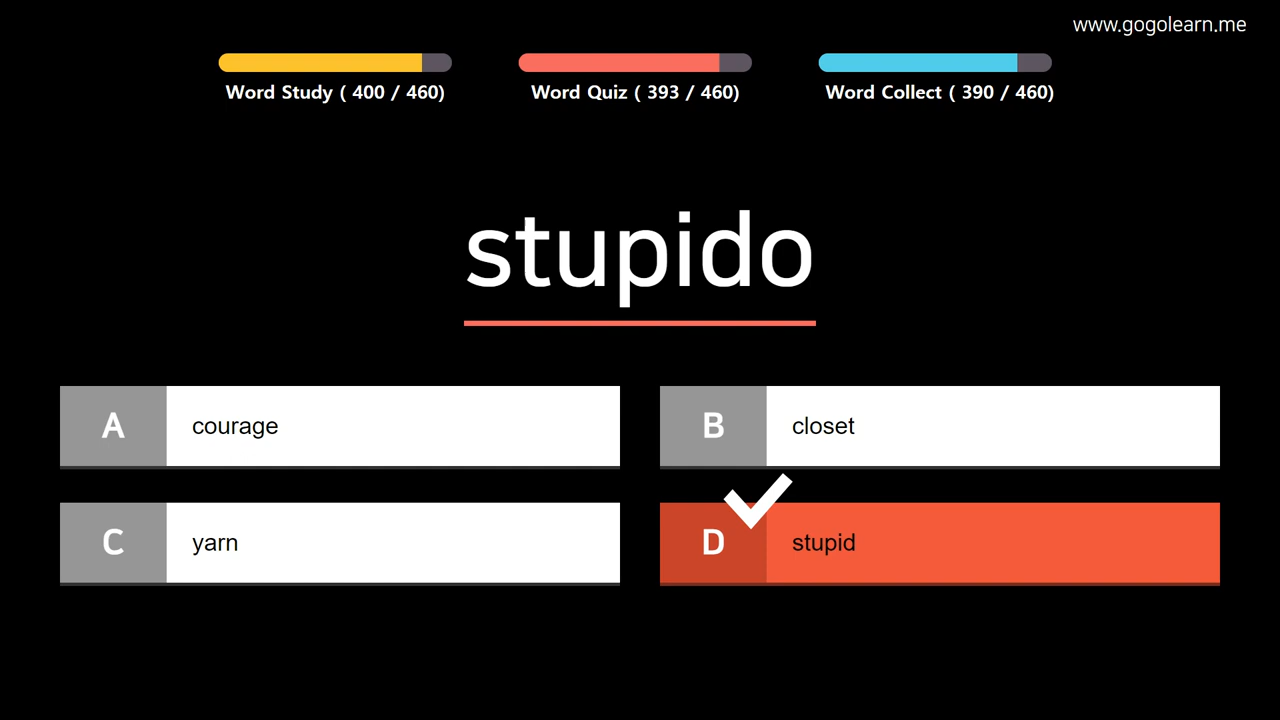 www.gogolearn.me
Word Study ( 400 / 460)
Word Quiz ( 393 / 460)
Word Collect ( 390 / 460)
stupido
A courage
B closet
C yarn
D stupid